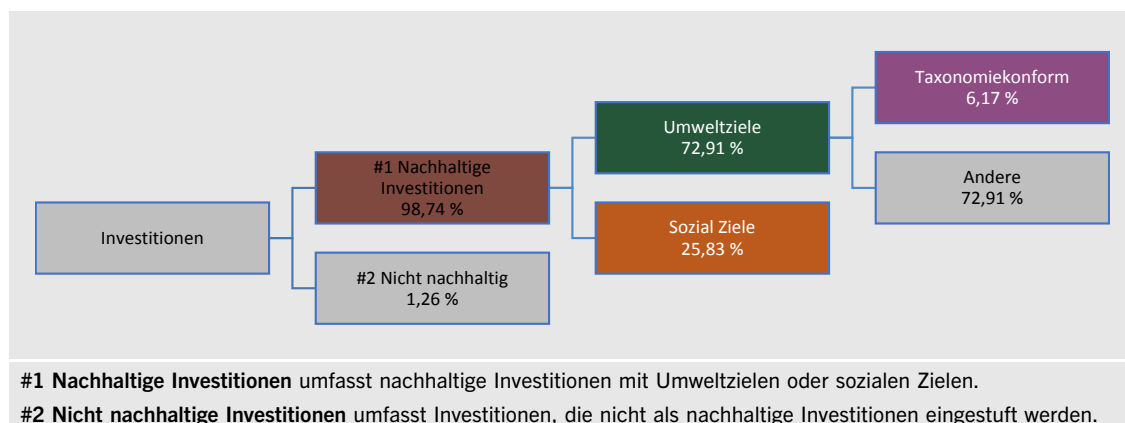 Investitionen
#1 Nachhaltige
Investitionen
98,74 %
#2 Nicht nachhaltig
1,26 %
Umweltziele
72,91 %
Sozial Ziele
25,83 %
Taxonomiekonform
6,17 %
Andere
72,91 %
#1 Nachhaltige Investitionen umfasst nachhaltige Investitionen mit Umweltzielen oder sozialen Zielen.
#2 Nicht nachhaltige Investitionen umfasst Investitionen, die nicht als nachhaltige Investitionen eingestuft werden.